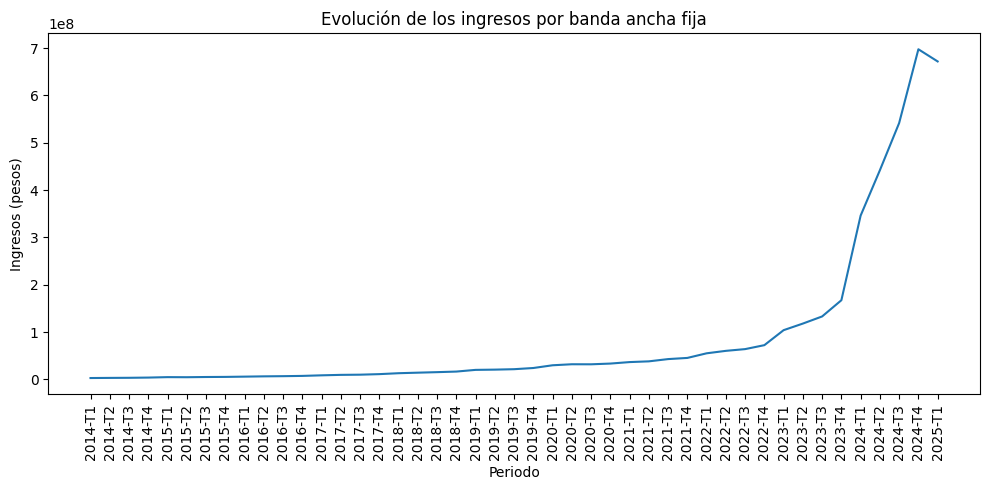 Evolución de los ingresos por banda ancha fija
1e8
7
6
5
4
3
2
1
0
Ingresos (pesos)
2014-T1
2014-T2
2014-T3
2014-T4
2015-T1
2015-T2
2015-T3
2015-T4
2016-T1
2016-T2
2016-T3
2016-T4
2017-T1
2017-T2
2017-T3
2017-T4
2018-T1
2018-T2
2018-T3
2018-T4
2019-T1
2019-T2
2019-T3
2019-T4
2020-T1
2020-T2
2020-T3
2020-T4
2021-T1
2021-T2
2021-T3
2021-T4
2022-T1
2022-T2
2022-T3
2022-T4
2023-T1
2023-T2
2023-T3
2023-T4
2024-T1
2024-T2
2024-T3
2024-T4
2025-T1
Periodo